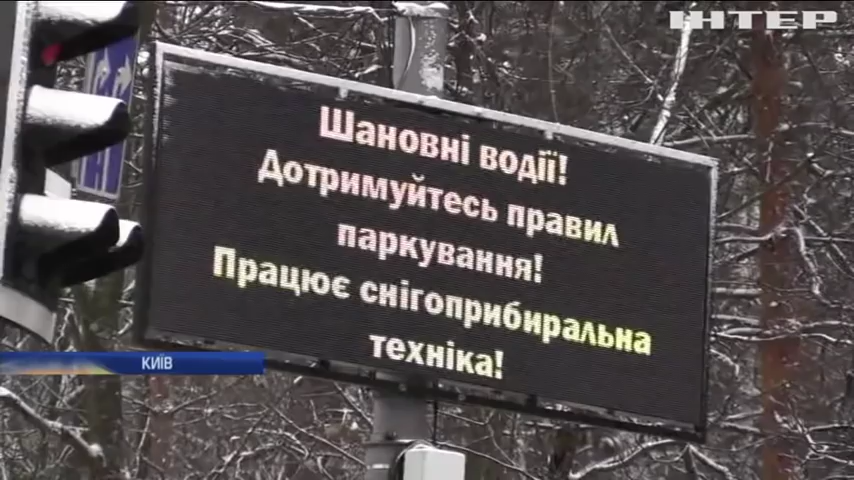 ІНТЕР
Шановні водії!
Дотримуйтесь правил
паркування!
Працює снігоприбиральна
техніка!
КИЇВ